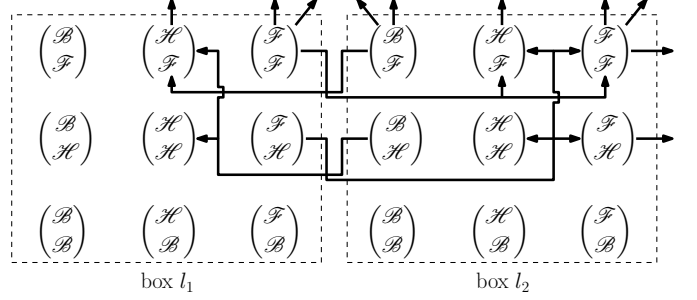 ℬ ℋ ℱ ℬ ℋ ℱ
ℱ ℱ ℱ ℱ ℱ ℱ
ℬ ℋ ℱ ℬ ℋ ℱ
ℋ ℋ ℋ ℋ ℋ ℋ
ℬ ℋ ℱ ℬ ℋ ℱ
ℬ ℬ ℬ ℬ ℬ ℬ
box l₁ box l₂